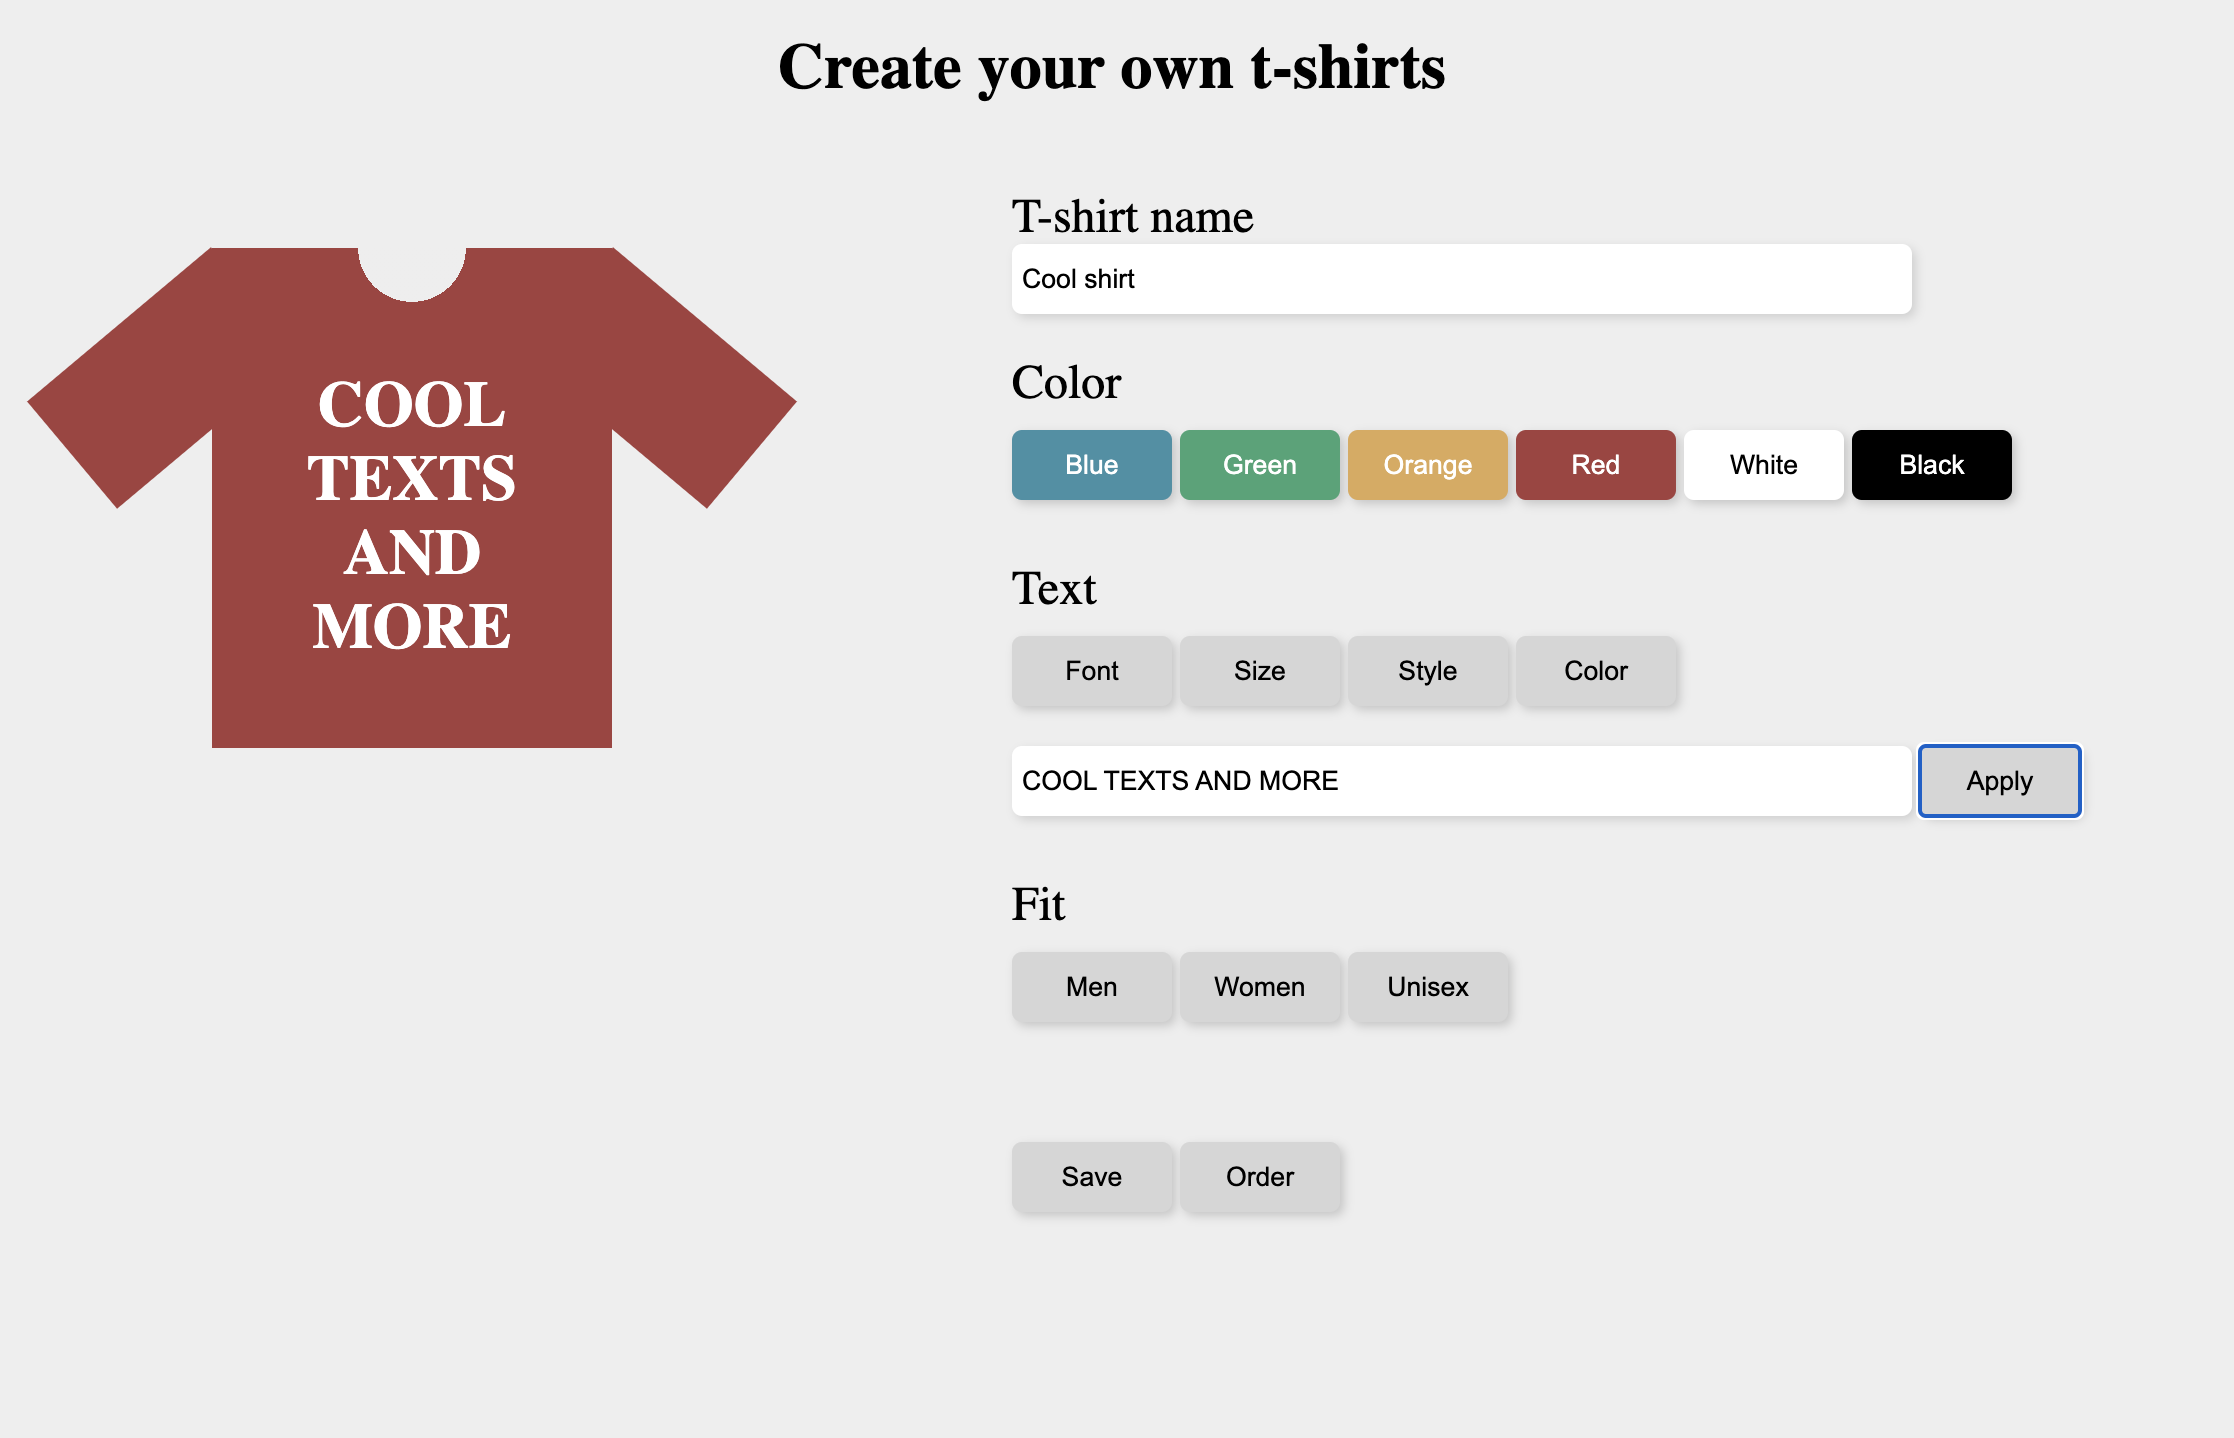 Create your own t-shirts
COOL
TEXTS
AND
MORE
T-shirt name
Cool shirt
Color
Blue Green Orange Red White Black
Text
Font Size Style Color
COOL TEXTS AND MORE Apply
Fit
Men Women Unisex
Save Order